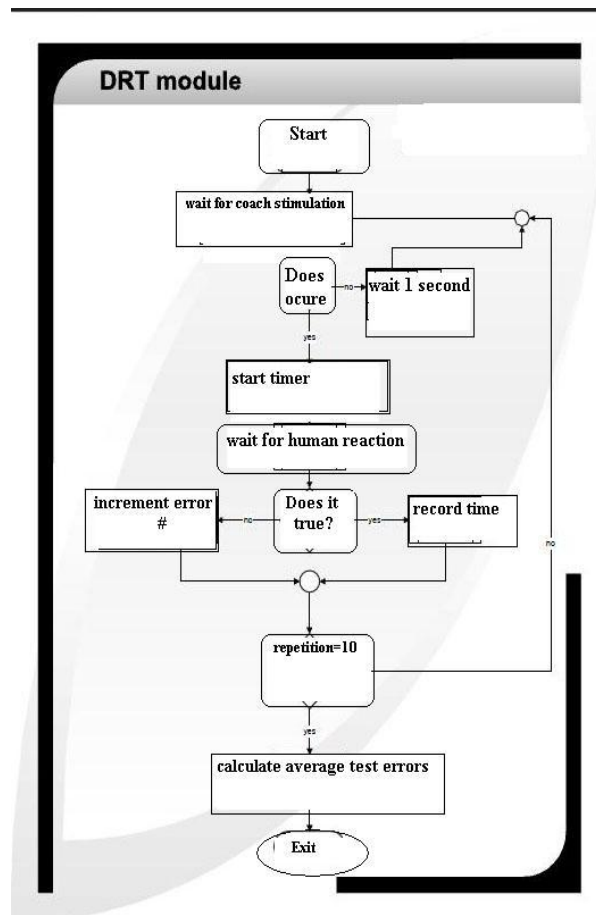 DRT module
Start
wait for coach stimulation
Does
ocure
no
wait 1 second
yes
start timer
wait for human reaction
increment error
#
no
Does it
true?
yes
record time
no
repetition=10
yes
calculate average test errors
Exit